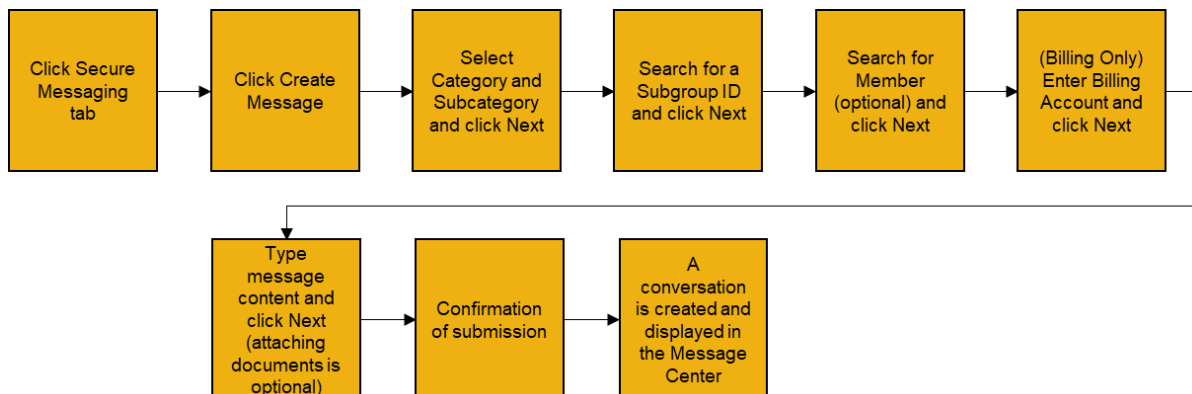 Click Secure
Messaging
tab
Click Create
Message
Select
Category and
Subcategory
and click Next
Search for a
Subgroup ID
and click Next
Search for
Member
(optional) and
click Next
(Billing Only)
Enter Billing
Account and
click Next
Type
message
content and
click Next
(attaching
documents is
optional)
Confirmation
of submission
A
conversation
is created and
displayed in
the Message
Center